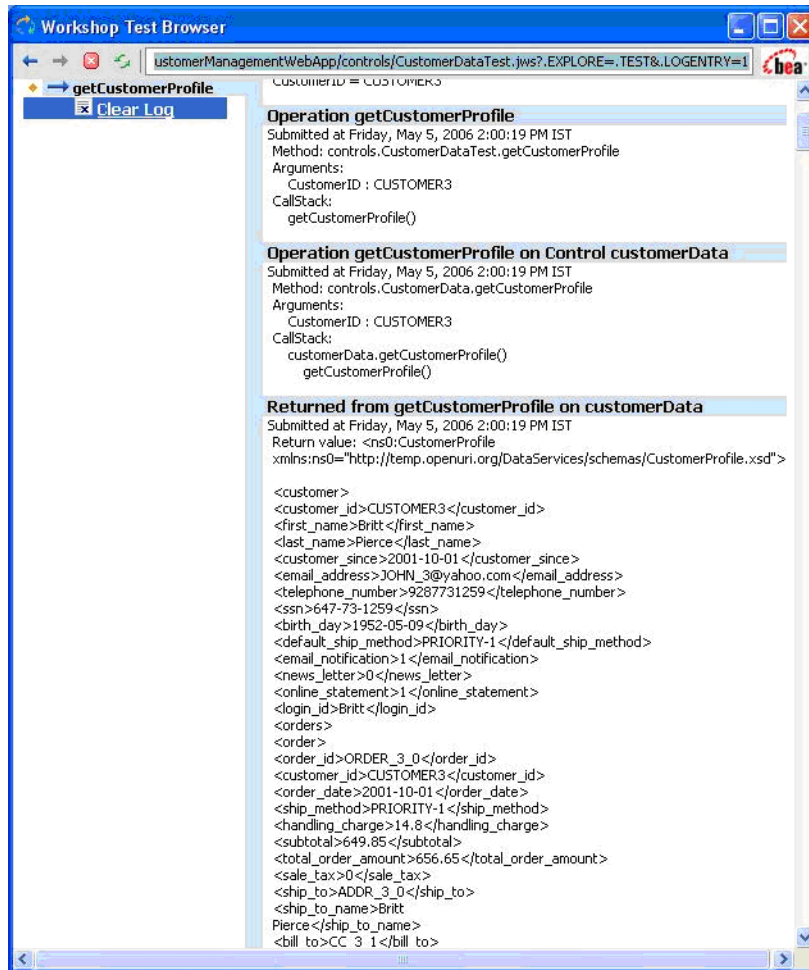 Workshop Test Browser
ustomerManagementWebApp/controls/CustomerDataTest.jws?.EXPLORE=.TEST&.LOGENTRY=1
bea
getCustomerProfile
Clear Log
CustomerID = CUSTOMER3
Operation getCustomerProfile
Submitted at Friday, May 5, 2006 2:00:19 PM IST
Method: controls.CustomerDataTest.getCustomerProfile
Arguments:
CustomerID : CUSTOMER3
CallStack:
getCustomerProfile()
Operation getCustomerProfile on Control customerData
Submitted at Friday, May 5, 2006 2:00:19 PM IST
Method: controls.CustomerData.getCustomerProfile
Arguments:
CustomerID : CUSTOMER3
CallStack:
customerData.getCustomerProfile()
getCustomerProfile()
Returned from getCustomerProfile on customerData
Submitted at Friday, May 5, 2006 2:00:19 PM IST
Return value: <ns0:CustomerProfile
xmlns:ns0="http://temp.openuri.org/DataServices/schemas/CustomerProfile.xsd">
<customer>
<customer_id>CUSTOMER3</customer_id>
<first_name>Britt</first_name>
<last_name>Pierce</last_name>
<customer_since>2001-10-01</customer_since>
<email_address>JOHN_3@yahoo.com</email_address>
<telephone_number>9287731259</telephone_number>
<ssn>647-73-1259</ssn>
<birth_day>1952-05-09</birth_day>
<default_ship_method>PRIORITY-1</default_ship_method>
<email_notification>1</email_notification>
<news_letter>0</news_letter>
<online_statement>1</online_statement>
<login_id>Britt</login_id>
<orders>
<order>
<order_id>ORDER_3_0</order_id>
<customer_id>CUSTOMER3</customer_id>
<order_date>2001-10-01</order_date>
<ship_method>PRIORITY-1</ship_method>
<handling_charge>14.8</handling_charge>
<subtotal>649.85</subtotal>
<total_order_amount>656.65</total_order_amount>
<sale_tax>0</sale_tax>
<ship_to>ADDR_3_0</ship_to>
<ship_to_name>Britt
Pierce</ship_to_name>
<bill_to>CC_3_1</bill_to>